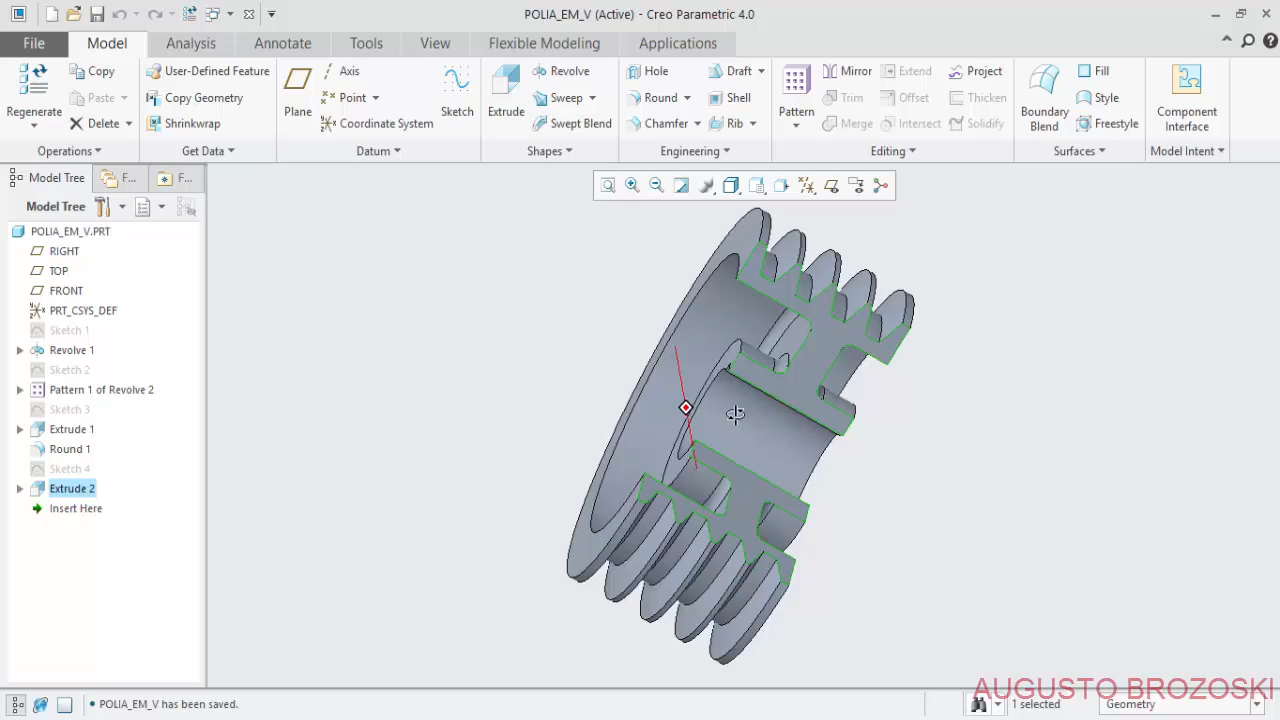 POLIA_EM_V (Active) - Creo Parametric 4.0
File Model Analysis Annotate Tools View Flexible Modeling Applications
Regenerate
Copy
Paste
Delete
Operations
User-Defined Feature
Copy Geometry
Shrinkwrap
Get Data
Plane
Axis
Point
Coordinate System
Sketch
Datum
Extrude
Revolve
Sweep
Swept Blend
Shapes
Hole Draft
Round Shell
Chamfer Rib
Engineering
Pattern
Mirror Extend Project
Trim Offset Thicken
Merge Intersect Solidify
Editing
Boundary
Blend
Fill
Style
Freestyle
Surfaces
Component
Interface
Model Intent
Model Tree F... F...
Model Tree
POLIA_EM_V.PRT
RIGHT
TOP
FRONT
PRT_CSYS_DEF
Sketch 1
Revolve 1
Sketch 2
Pattern 1 of Revolve 2
Sketch 3
Extrude 1
Round 1
Sketch 4
Extrude 2
Insert Here
AUGUSTO BROZOSKI
• POLIA_EM_V has been saved.
1 selected
Geometry